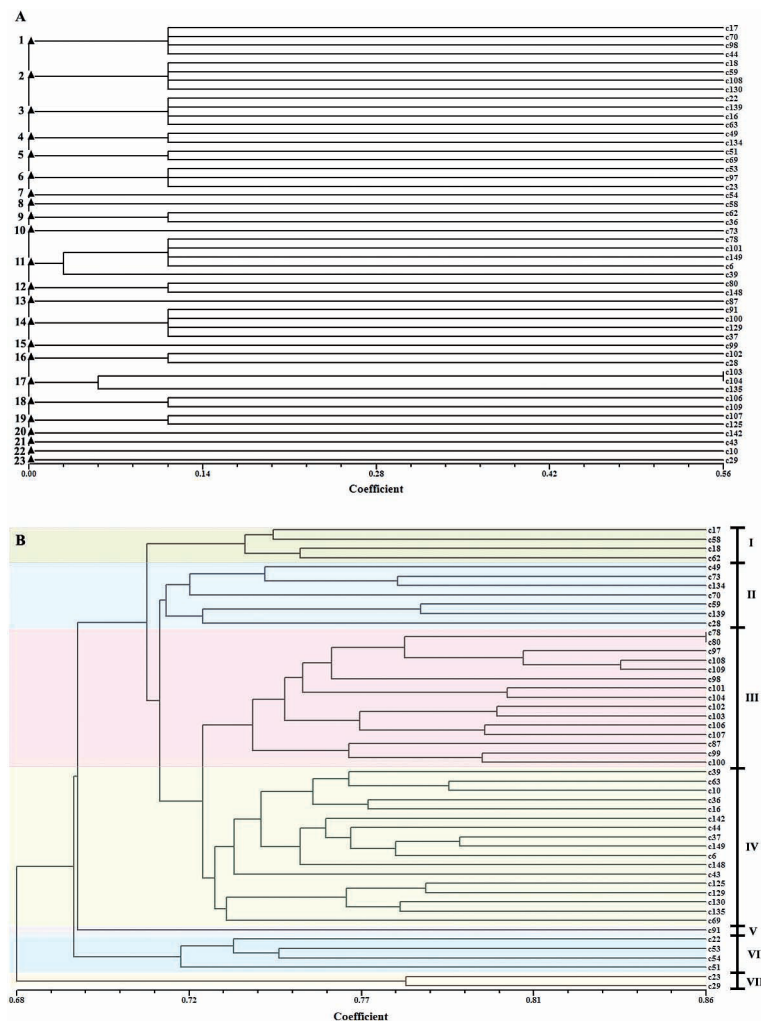 A
c17
c70
1
c98
c44
c18
c59
2
c108
c130
c22
c139
3
c16
c63
c49
4
c134
c51
5
c69
c53
6
c97
c23
7
c54
8
c58
c62
9
c36
10
c73
c78
c101
c149
11
c6
c39
12
c80
c148
13
c87
c91
c100
14
c129
c37
15
c99
16
c102
c28
c103
17
c104
c135
18
c106
c109
19
c107
c125
20
c142
21
c43
22
c10
23
c29
0.00 0.14 0.28 0.42 0.56
Coefficient
B
c17
c58
I
c18
c62
c49
c73
c134
II
c70
c59
c139
c28
c78
c80
c97
c108
c109
c98
c101
III
c104
c102
c103
c106
c107
c87
c99
c100
c39
c63
c10
c36
c16
c142
c44
c37
IV
c149
c6
c148
c43
c125
c129
c130
c135
c69
c91
V
c22
c53
VI
c54
c51
c23
VII
c29
0.68 0.72 0.77 0.81 0.86
Coefficient